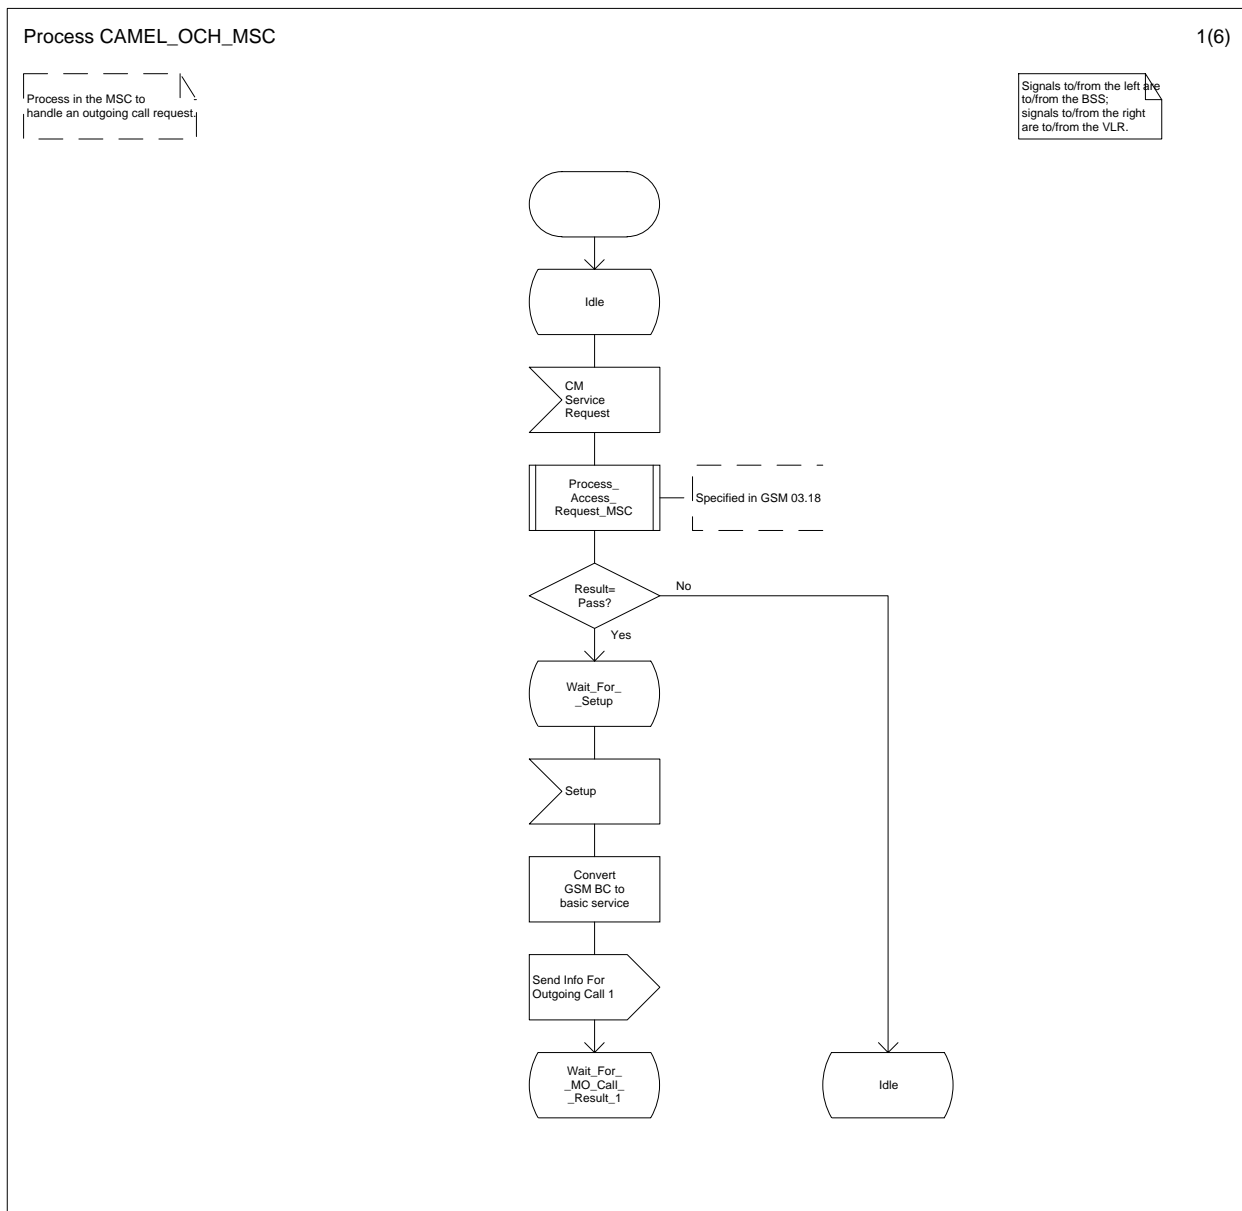 Process CAMEL_OCH_MSC
1(6)
Process in the MSC to
handle an outgoing call request.
Signals to/from the left are
to/from the BSS;
signals to/from the right
are to/from the VLR.
Idle
CM
Service
Request
Process_
Access_
Request_MSC
Specified in GSM 03.18
Result=
Pass?
No
Yes
Wait_For_
_Setup
Setup
Convert
GSM BC to
basic service
Send Info For
Outgoing Call 1
Wait_For_
_MO_Call_
_Result_1
Idle